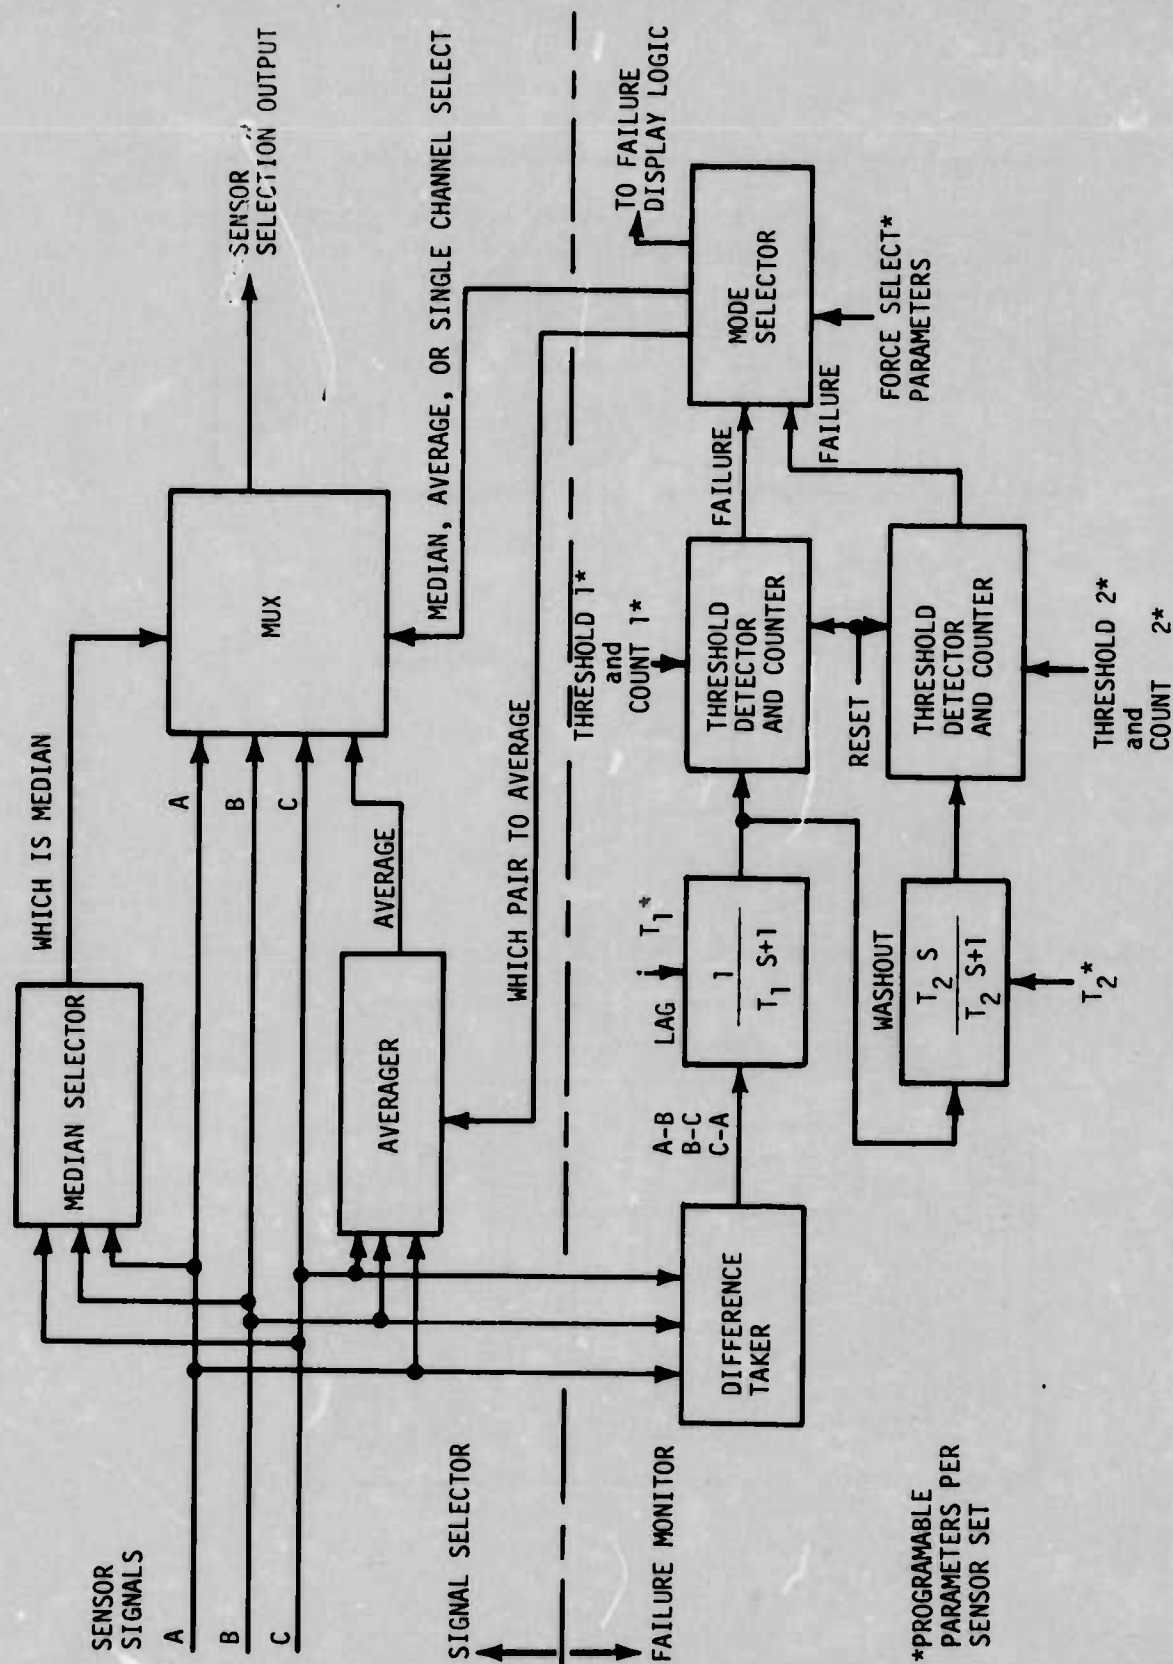 SENSOR
SIGNALS
A
B
C
MEDIAN SELECTOR
WHICH IS MEDIAN
A
B
C
MUX
SENSOR
SELECTION OUTPUT
AVERAGER
AVERAGE
WHICH PAIR TO AVERAGE
MEDIAN, AVERAGE, OR SINGLE CHANNEL SELECT
SIGNAL SELECTOR
FAILURE MONITOR
DIFFERENCE
TAKER
A-B
B-C
C-A
LAG
T1*
1
T1 S+1
THRESHOLD 1*
and
COUNT 1*
THRESHOLD
DETECTOR
AND COUNTER
FAILURE
MODE
SELECTOR
TO FAILURE
DISPLAY LOGIC
RESET
WASHOUT
T2 S
T2 S+1
T2*
THRESHOLD
DETECTOR
AND COUNTER
FAILURE
FORCE SELECT*
PARAMETERS
THRESHOLD 2*
and
COUNT 2*
*PROGRAMABLE
PARAMETERS PER
SENSOR SET